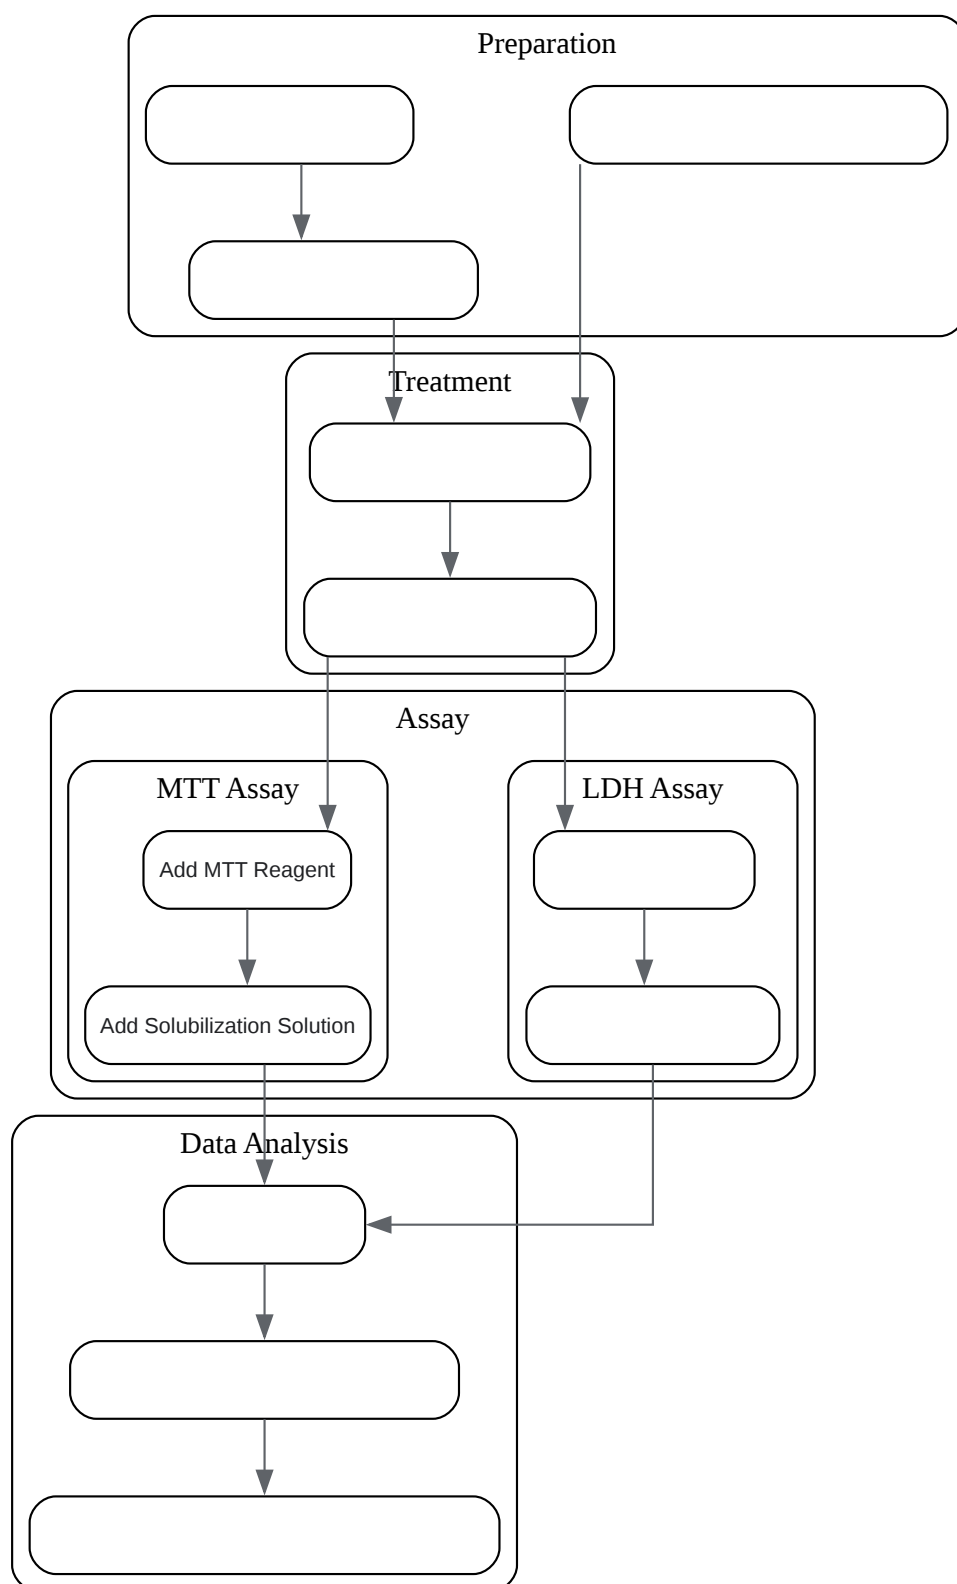 Preparation
Treatment
Assay
MTT Assay
LDH Assay
Add MTT Reagent
Add Solubilization Solution
Data Analysis